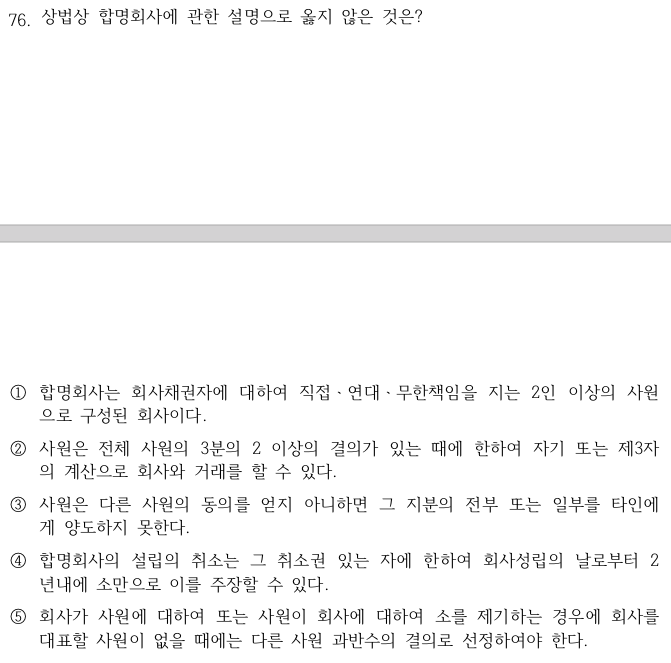 76. 상법상 합명회사에 관한 설명으로 옳지 않은 것은?
① 합명회사는 회사채권자에 대하여 직접、연대、무한책임을 지는 2인 이상의 사원
으로 구성된 회사이다.
② 사원은 전체 사원의 3분의 2 이상의 결의가 있는 때에 한하여 자기 또는 제3자
의 계산으로 회사와 거래를 할 수 있다.
③ 사원은 다른 사원의 동의를 얻지 아니하면 그 지분의 전부 또는 일부를 타인에
게 양도하지 못한다.
④ 합명회사의 설립의 취소는 그 취소권 있는 자에 한하여 회사성립의 날로부터 2
년내에 소만으로 이를 주장할 수 있다.
⑤ 회사가 사원에 대하여 또는 사원이 회사에 대하여 소를 제기하는 경우에 회사를
대표할 사원이 없을 때에는 다른 사원 과반수의 결의로 선정하여야 한다.